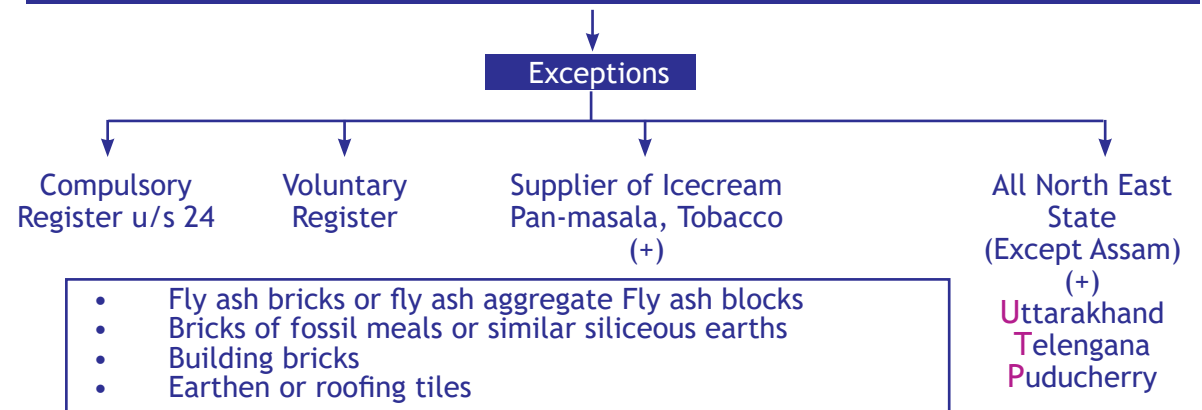 Exceptions
Compulsory
Register u/s 24
Voluntary
Register
Supplier of Icecream
Pan-masala, Tobacco
(+)
• Fly ash bricks or fly ash aggregate Fly ash blocks
• Bricks of fossil meals or similar siliceous earths
• Building bricks
• Earthen or roofing tiles
All North East
State
(Except Assam)
(+)
Uttarakhand
Telengana
Puducherry